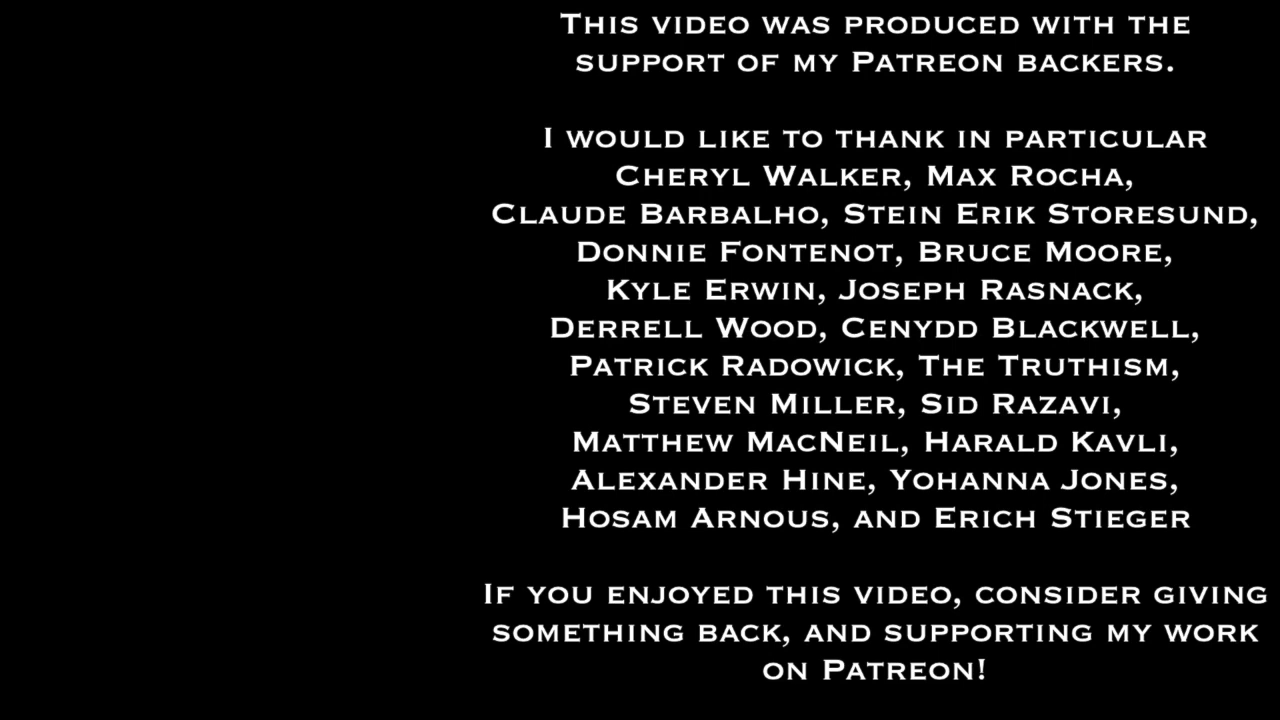 This video was produced with the
support of my Patreon backers.
I would like to thank in particular
Cheryl Walker, Max Rocha,
Claude Barbalho, Stein Erik Storesund,
Donnie Fontenot, Bruce Moore,
Kyle Erwin, Joseph Rasnack,
Derrell Wood, Cenydd Blackwell,
Patrick Radowick, The Truthism,
Steven Miller, Sid Razavi,
Matthew MacNeil, Harald Kavli,
Alexander Hine, Yohanna Jones,
Hosam Arnous, and Erich Stieger
If you enjoyed this video, consider giving
something back, and supporting my work
on Patreon!